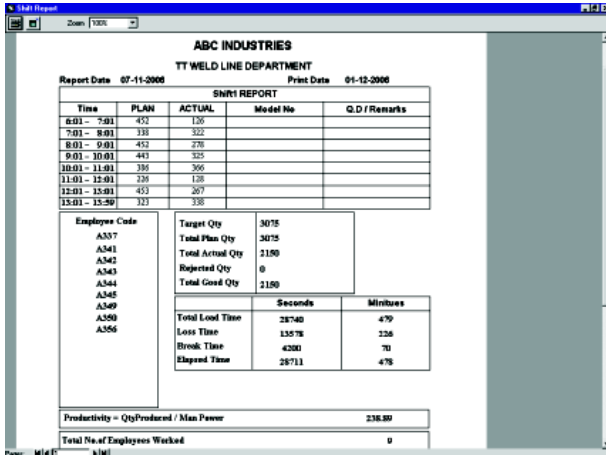 Shift Report
Zoom 100%
ABC INDUSTRIES
TT WELD LINE DEPARTMENT
Report Date 07-11-2006 Print Date 01-12-2006
Shift1 REPORT
Time PLAN ACTUAL Model No Q.D / Remarks
6:01 - 7:01 452 126
7:01 - 8:01 338 322
8:01 - 9:01 452 278
9:01 - 10:01 443 325
10:01 - 11:01 386 366
11:01 - 12:01 226 128
12:01 - 13:01 453 267
13:01 - 13:59 323 338
Employee Code
A337
A341
A342
A343
A344
A345
A349
A350
A356
Target Qty 3075
Total Plan Qty 3075
Total Actual Qty 2150
Rejected Qty 0
Total Good Qty 2150
Seconds Minitues
Total Load Time 28740 479
Loss Time 13578 226
Break Time 4200 70
Elapsed Time 28711 478
Productivity = QtyProduced / Man Power 238.89
Total No.of Employees Worked
Pages: